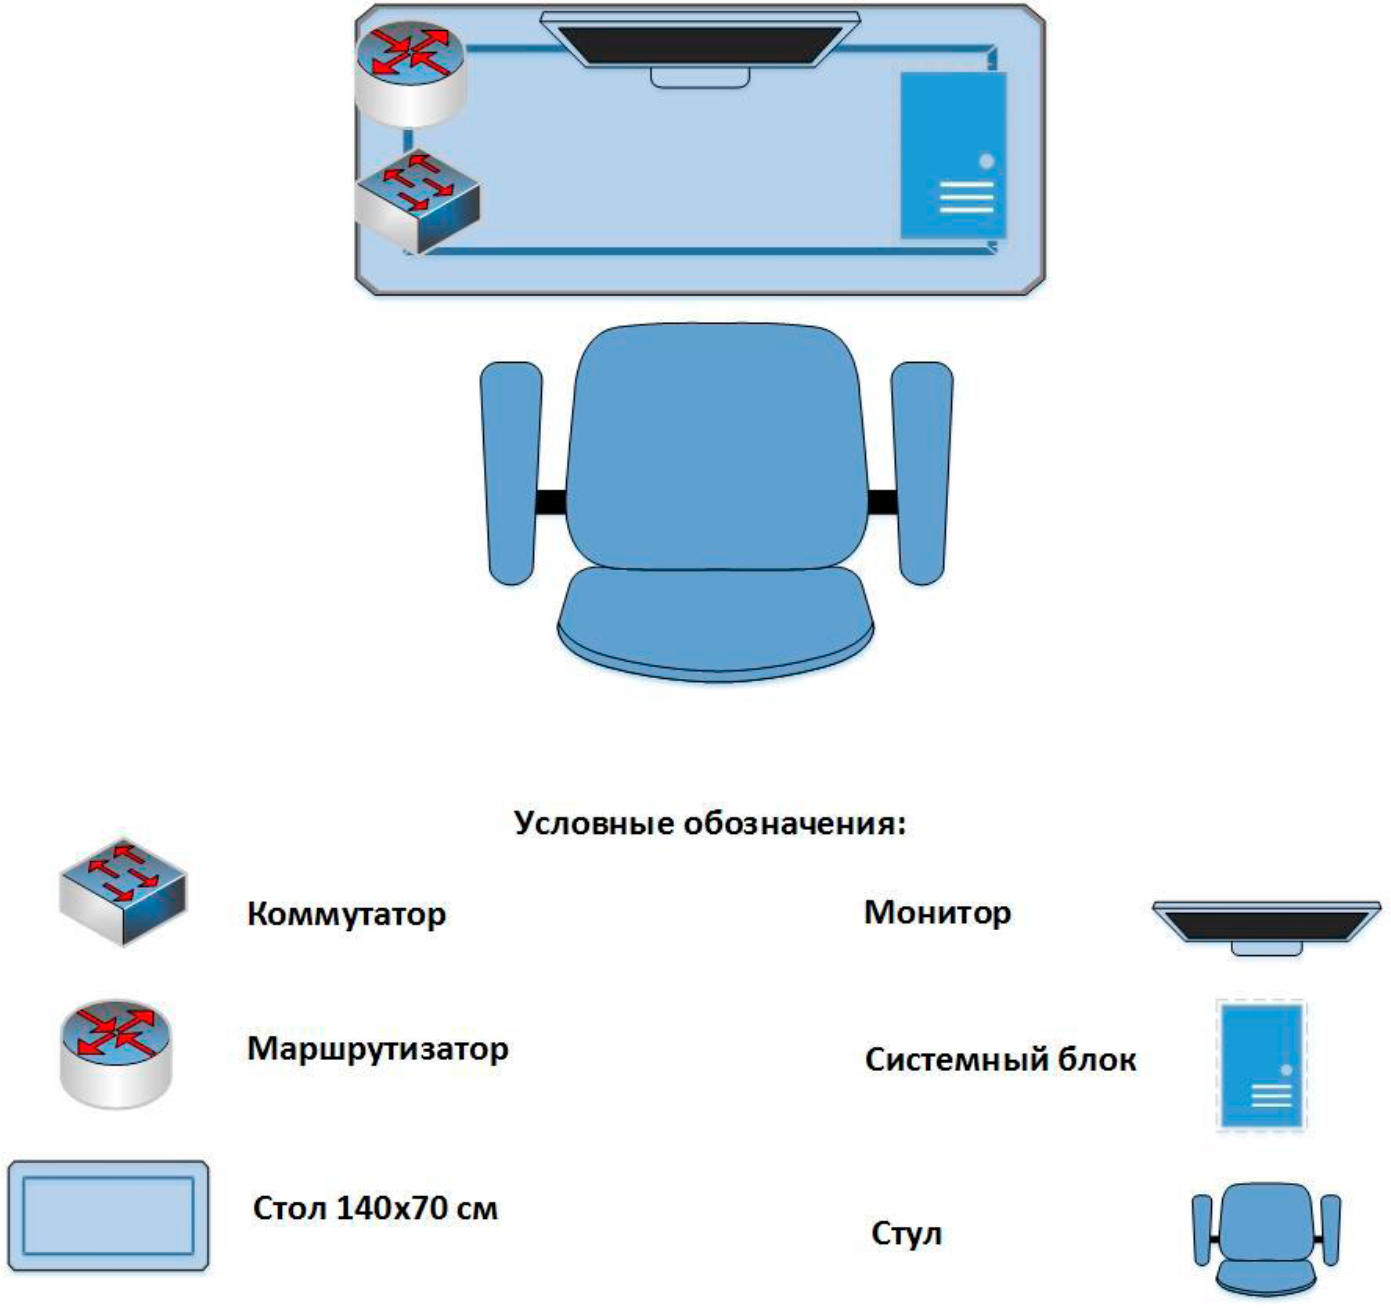 Условные обозначения:
Коммутатор
Монитор
Маршрутизатор
Системный блок
Стол 140х70 см
Стул